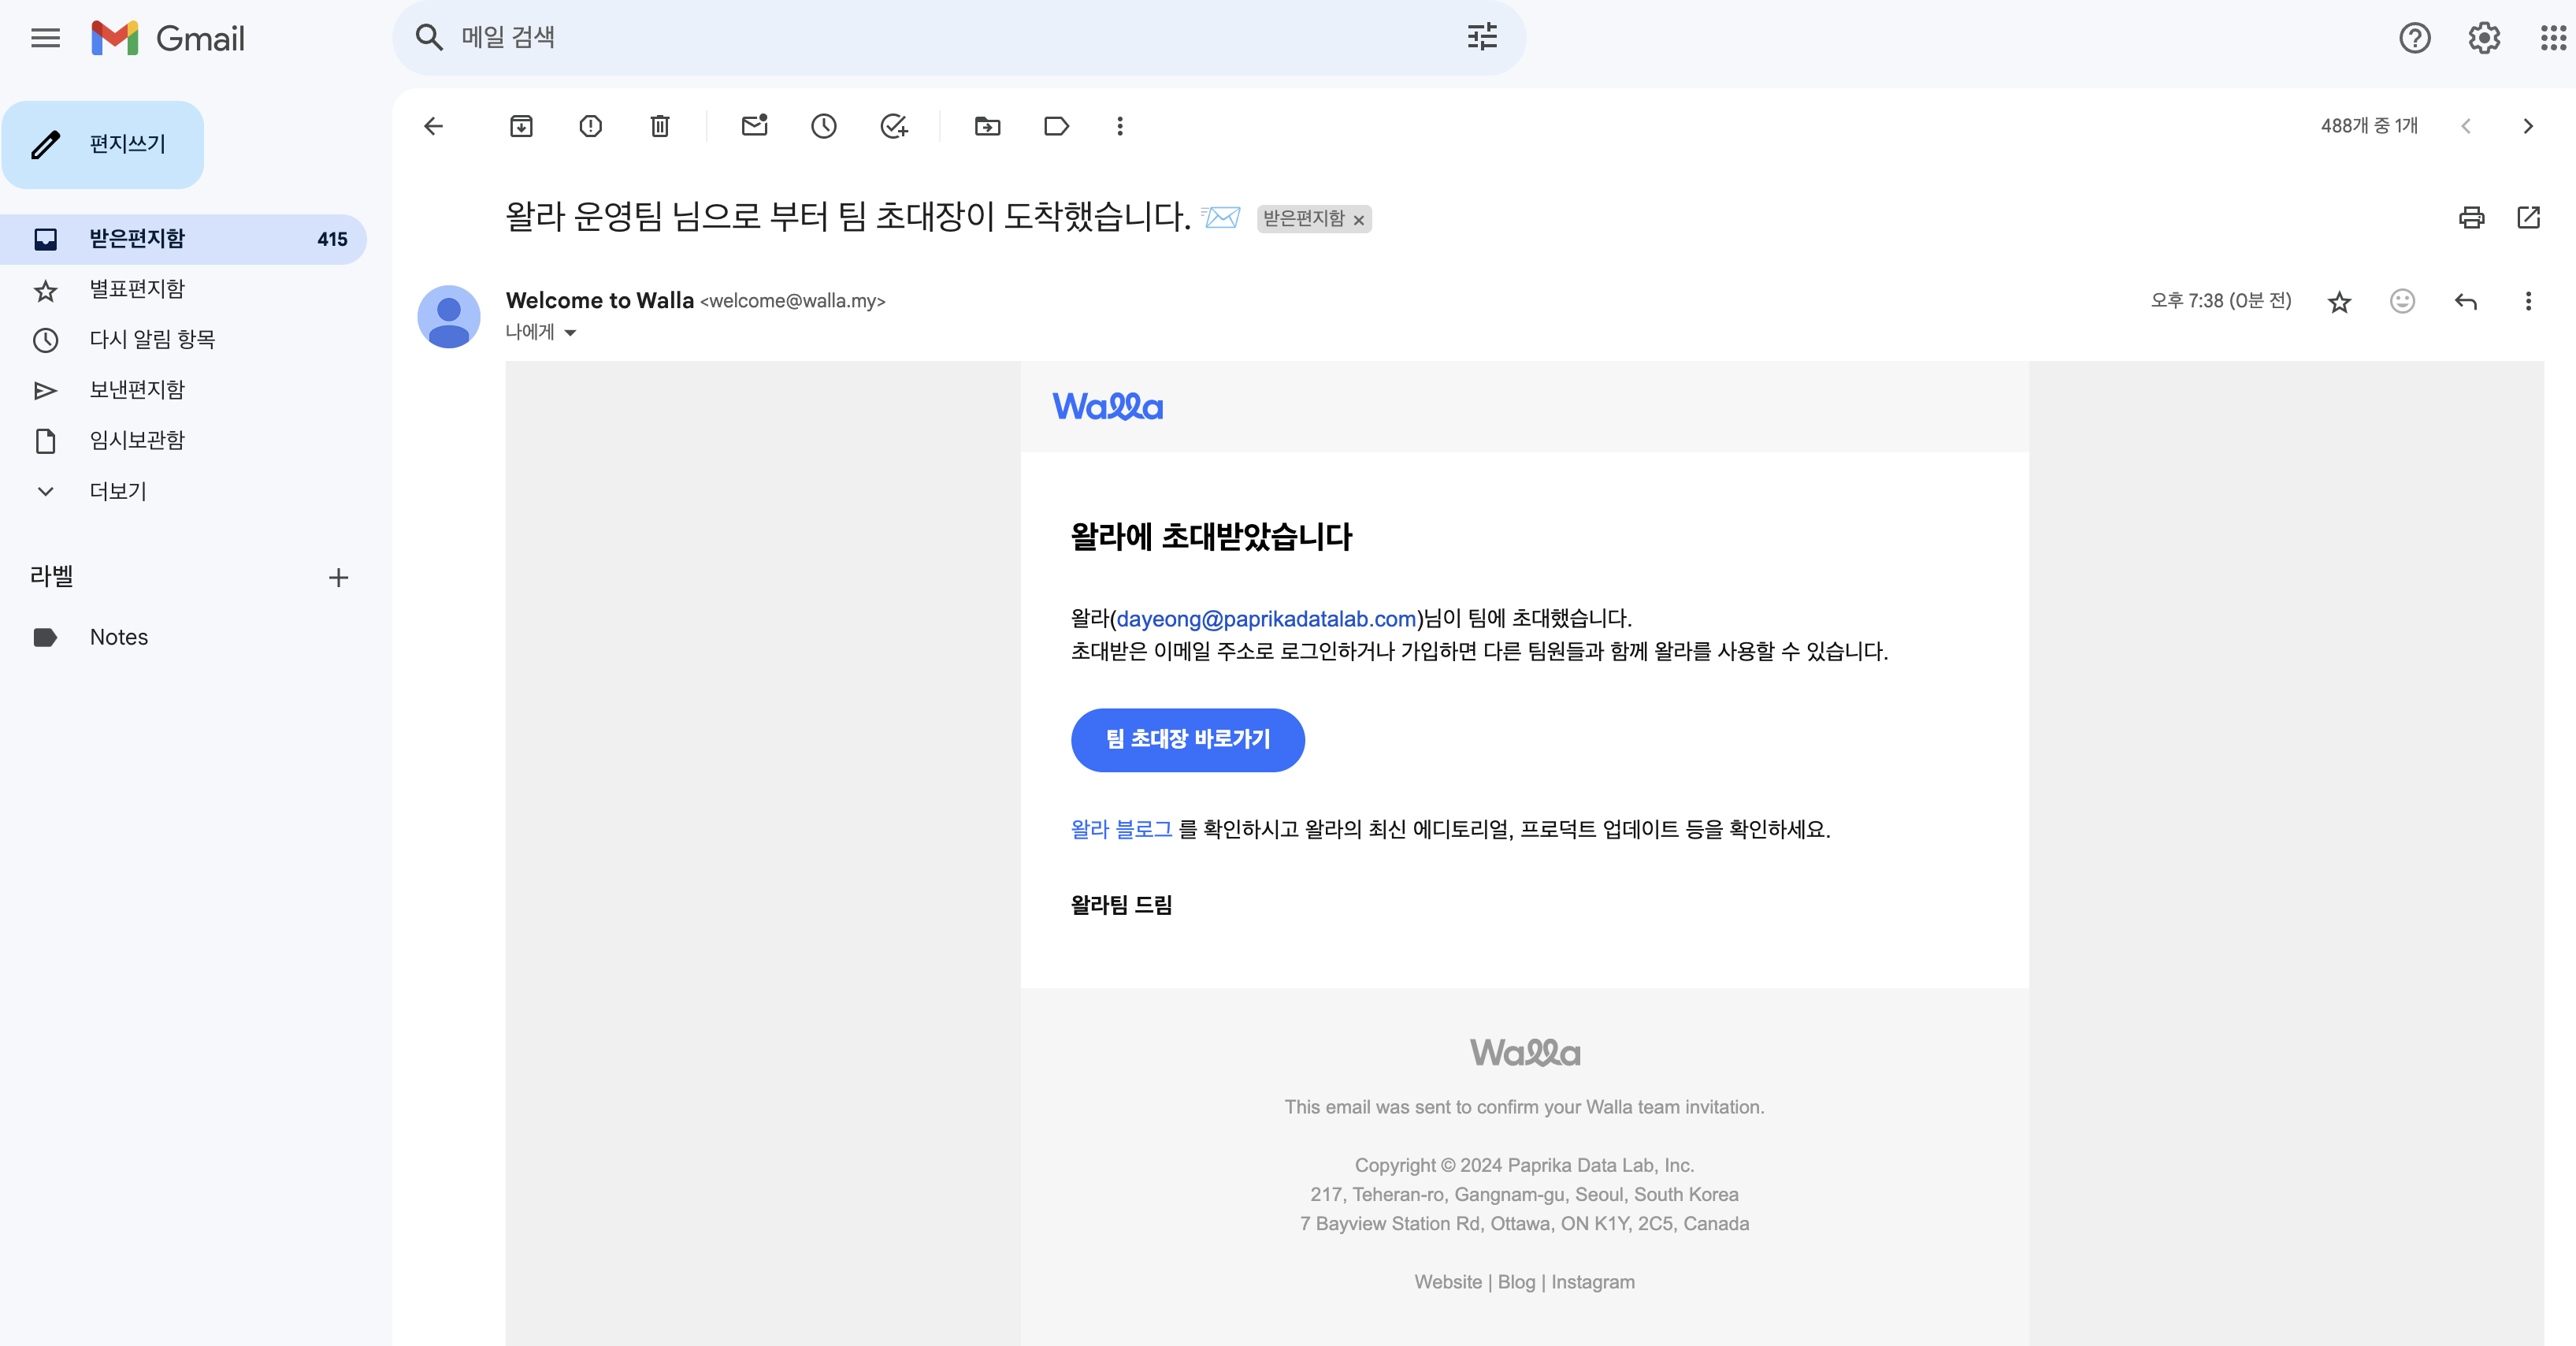 Gmail
메일 검색
편지쓰기
받은편지함 415
별표편지함
다시 알림 항목
보낸편지함
임시보관함
더보기
라벨
Notes
488개 중 1개
왈라 운영팀 님으로 부터 팀 초대장이 도착했습니다. 📨 받은편지함 ×
Welcome to Walla <welcome@walla.my>
오후 7:38 (0분 전)
나에게
Walla
왈라에 초대받았습니다
왈라(dayeong@paprikadatalab.com)님이 팀에 초대했습니다.
초대받은 이메일 주소로 로그인하거나 가입하면 다른 팀원들과 함께 왈라를 사용할 수 있습니다.
팀 초대장 바로가기
왈라 블로그 를 확인하시고 왈라의 최신 에디토리얼, 프로덕트 업데이트 등을 확인하세요.
왈라팀 드림
Walla
This email was sent to confirm your Walla team invitation.
Copyright © 2024 Paprika Data Lab, Inc.
217, Teheran-ro, Gangnam-gu, Seoul, South Korea
7 Bayview Station Rd, Ottawa, ON K1Y, 2C5, Canada
Website | Blog | Instagram